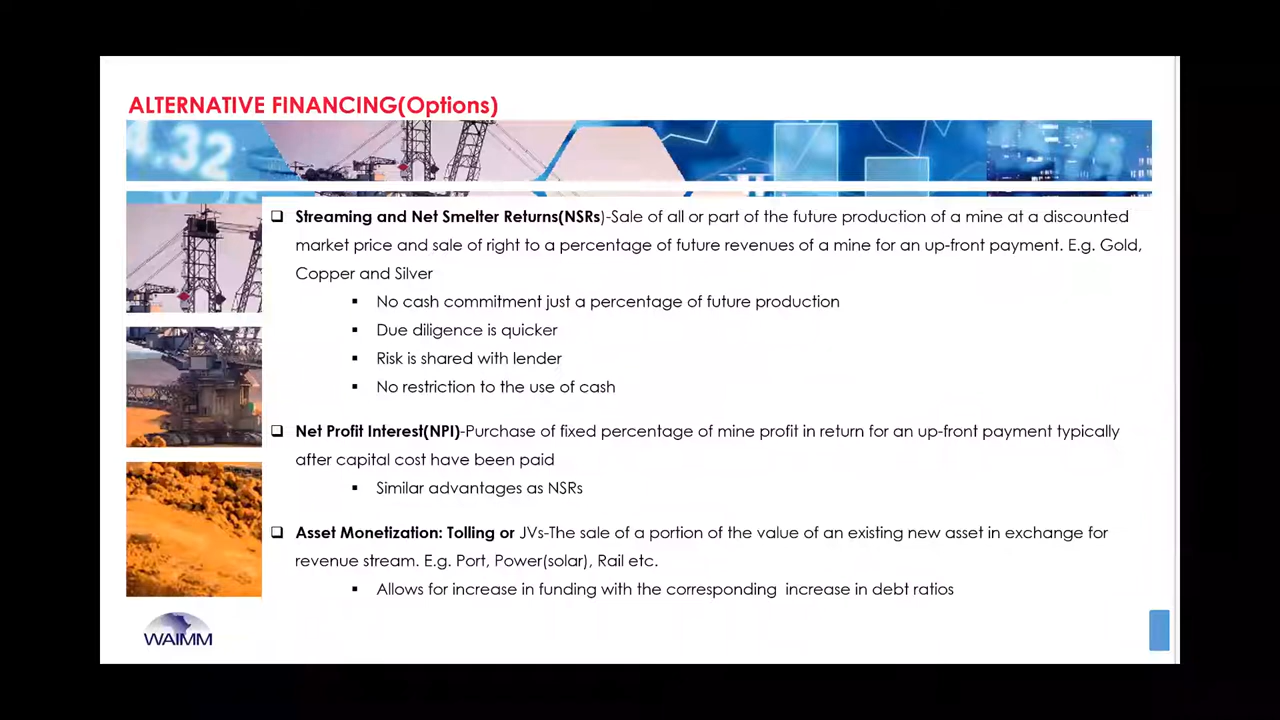 ALTERNATIVE FINANCING(Options)
4.32
❑ Streaming and Net Smelter Returns(NSRs)-Sale of all or part of the future production of a mine at a discounted
market price and sale of right to a percentage of future revenues of a mine for an up-front payment. E.g. Gold,
Copper and Silver
▪ No cash commitment just a percentage of future production
▪ Due diligence is quicker
▪ Risk is shared with lender
▪ No restriction to the use of cash
❑ Net Profit Interest(NPI)-Purchase of fixed percentage of mine profit in return for an up-front payment typically
after capital cost have been paid
▪ Similar advantages as NSRs
❑ Asset Monetization: Tolling or JVs-The sale of a portion of the value of an existing new asset in exchange for
revenue stream. E.g. Port, Power(solar), Rail etc.
▪ Allows for increase in funding with the corresponding  increase in debt ratios
WAIMM